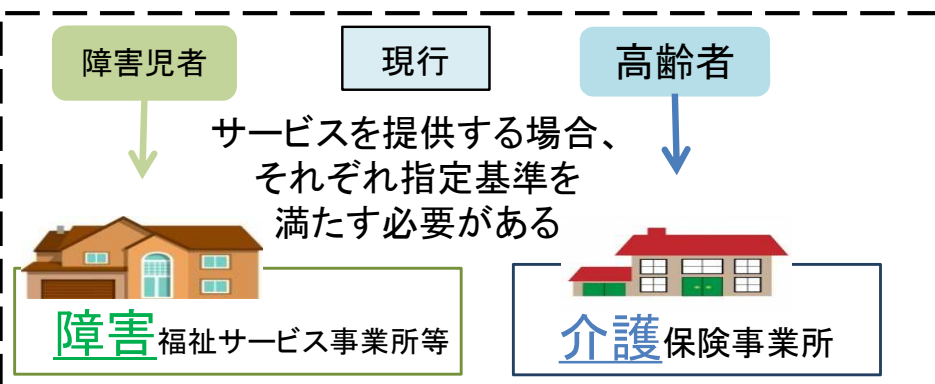 障害児者
現行
高齢者
サービスを提供する場合、
それぞれ指定基準を
満たす必要がある
障害福祉サービス事業所等
介護保険事業所